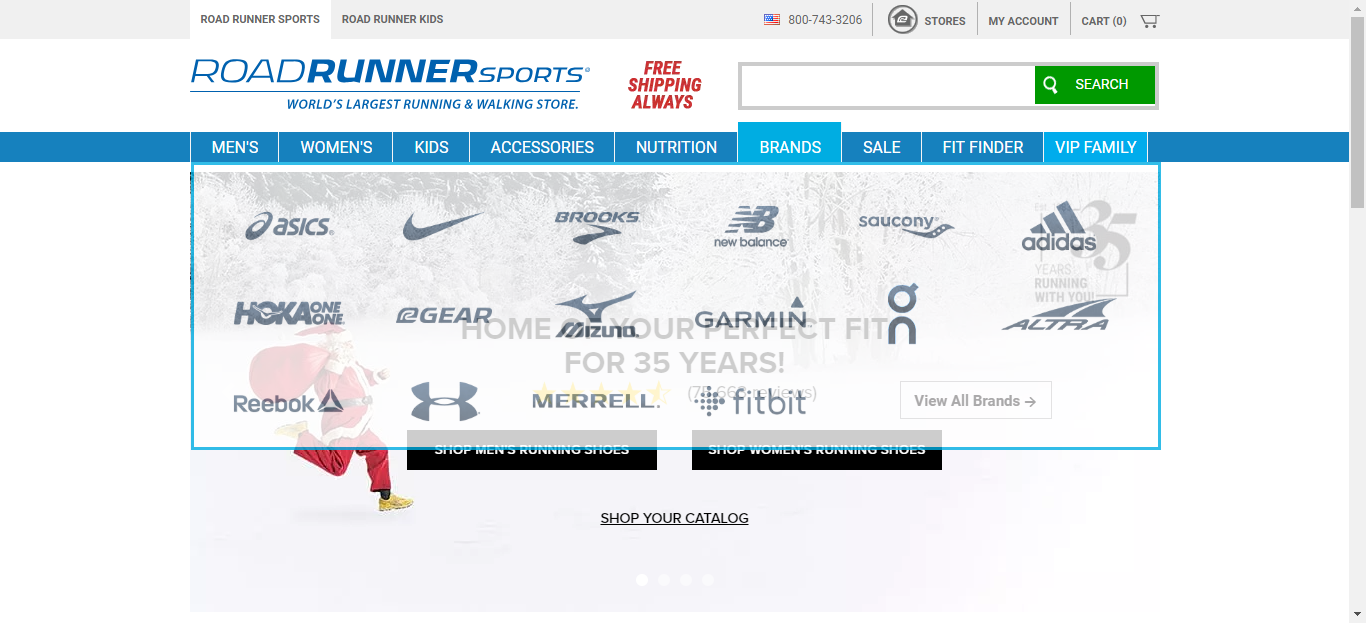 ROAD RUNNER SPORTS
ROAD RUNNER KIDS
800-743-3206
STORES
MY ACCOUNT
CART (0)
ROADRUNNERSPORTS®
WORLD'S LARGEST RUNNING & WALKING STORE.
FREE
SHIPPING
ALWAYS
SEARCH
MEN'S
WOMEN'S
KIDS
ACCESSORIES
NUTRITION
BRANDS
SALE
FIT FINDER
VIP FAMILY
asics
BROOKS
new balance
saucony
adidas
35
YEARS
RUNNING
WITH YOU!
HOKA ONE ONE
GEAR
MIZUNO
GARMIN
on
ALTRA
HOME OF YOUR PERFECT FIT
FOR 35 YEARS!
Reebok
MERRELL
fitbit
View All Brands →
SHOP MEN'S RUNNING SHOES
SHOP WOMEN'S RUNNING SHOES
SHOP YOUR CATALOG